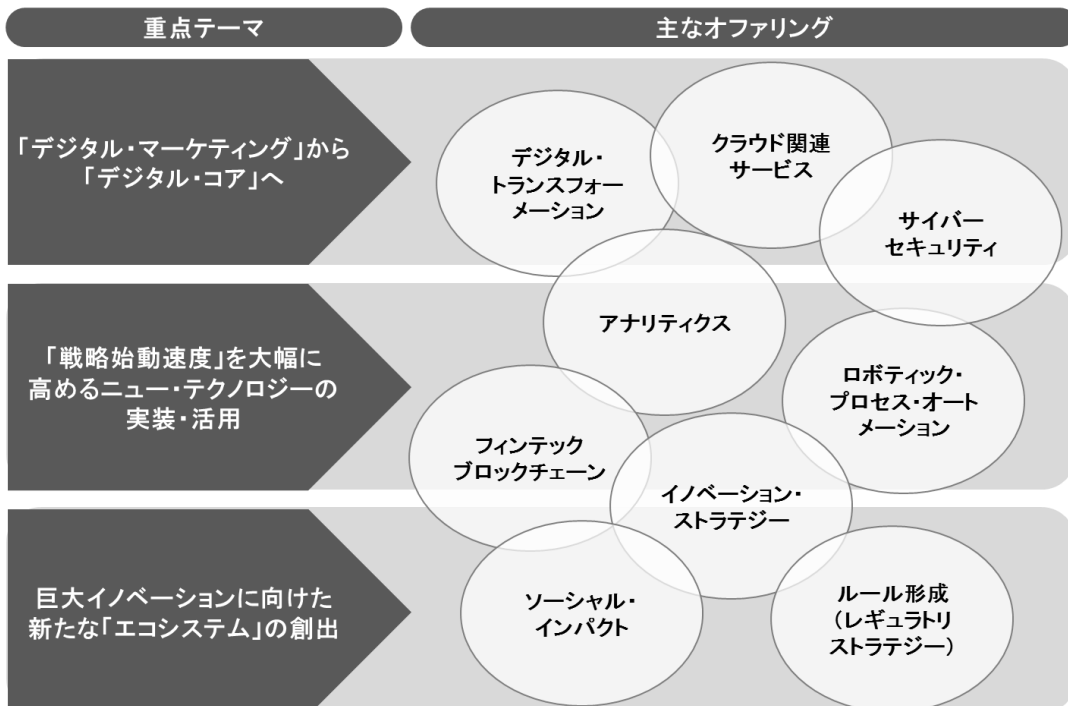 重点テーマ
主なオファリング
「デジタル・マーケティング」から
「デジタル・コア」へ
デジタル・
トランスフォー
メーション
クラウド関連
サービス
サイバー
セキュリティ
「戦略始動速度」を大幅に
高めるニュー・テクノロジーの
実装・活用
アナリティクス
ロボティック・
プロセス・オート
メーション
フィンテック
ブロックチェーン
イノベーション・
ストラテジー
巨大イノベーションに向けた
新たな「エコシステム」の創出
ソーシャル・
インパクト
ルール形成
（レギュラトリ
ストラテジー）